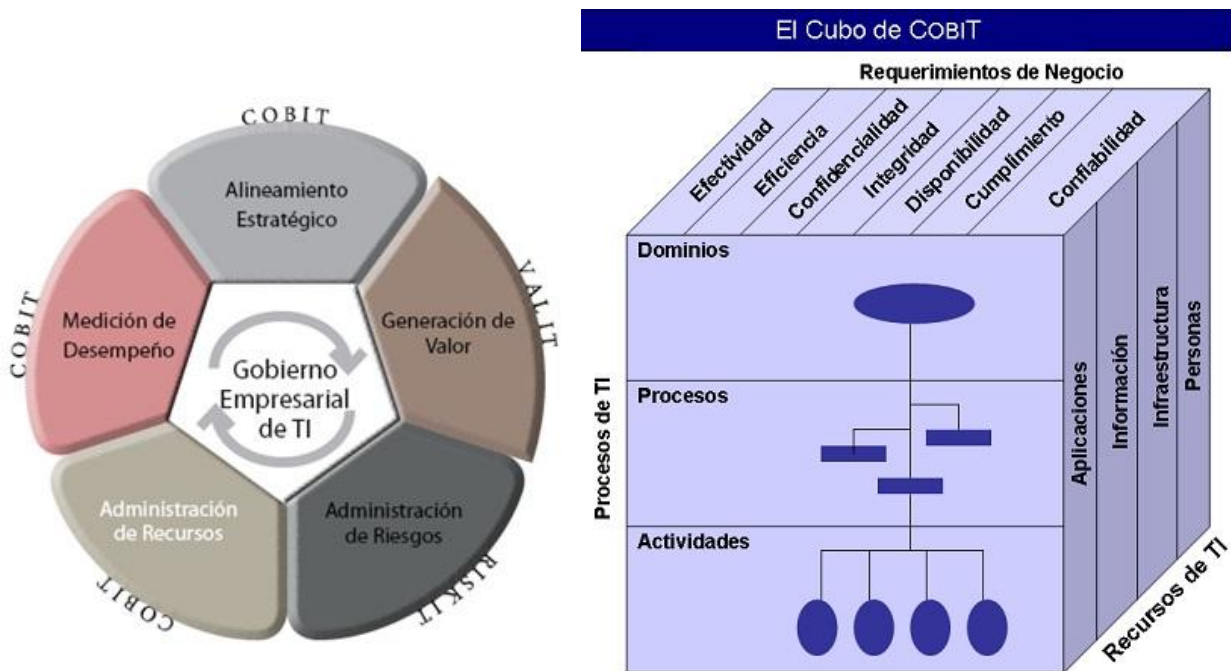 COBIT
Alineamiento
Estratégico
VALIT
Generación de
Valor
RISKIT
Administración
de Riesgos
COBIT
Administración
de Recursos
COBIT
Medición de
Desempeño
Gobierno
Empresarial
de TI
El Cubo de COBIT
Requerimientos de Negocio
Efectividad
Eficiencia
Confidencialidad
Integridad
Disponibilidad
Cumplimiento
Confiabilidad
Procesos de TI
Dominios
Procesos
Actividades
Aplicaciones
Información
Infraestructura
Personas
Recursos de TI